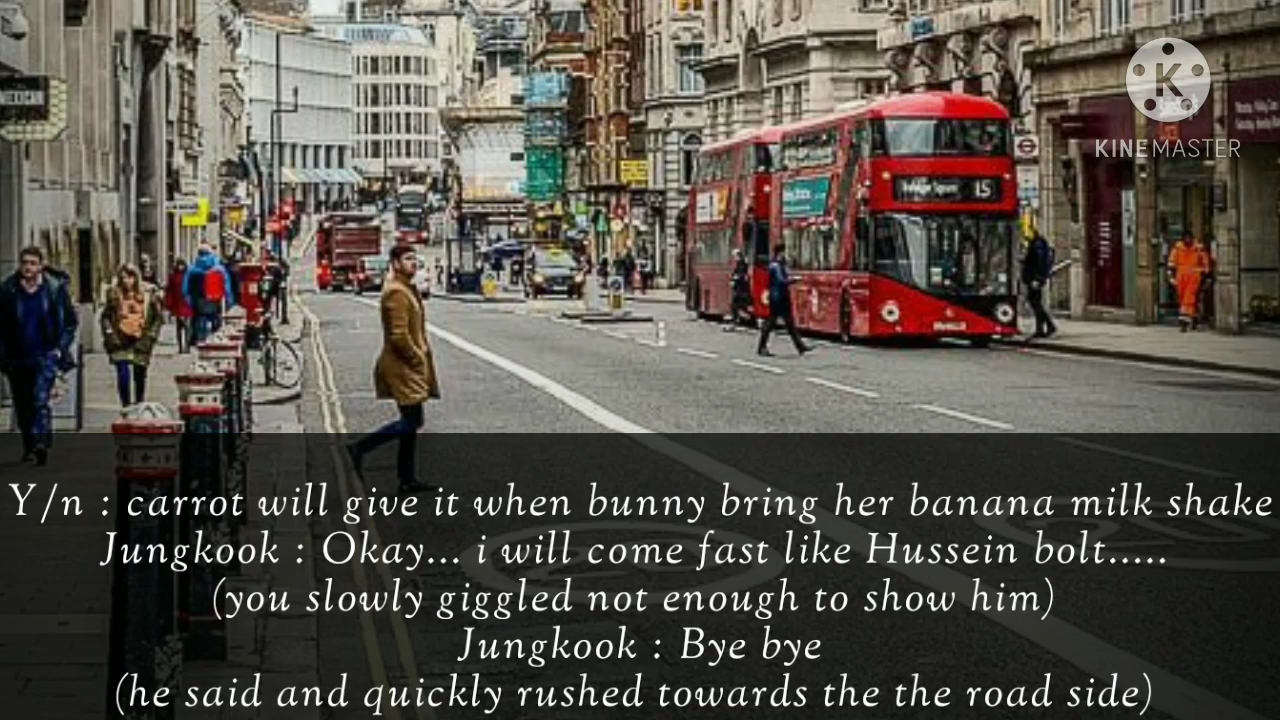 MEXICAN
K
KINEMASTER
15
Y/n : carrot will give it when bunny bring her banana milk shake
Jungkook : Okay... i will come fast like Hussein bolt.....
(you slowly giggled not enough to show him)
Jungkook : Bye bye
(he said and quickly rushed towards the the road side)